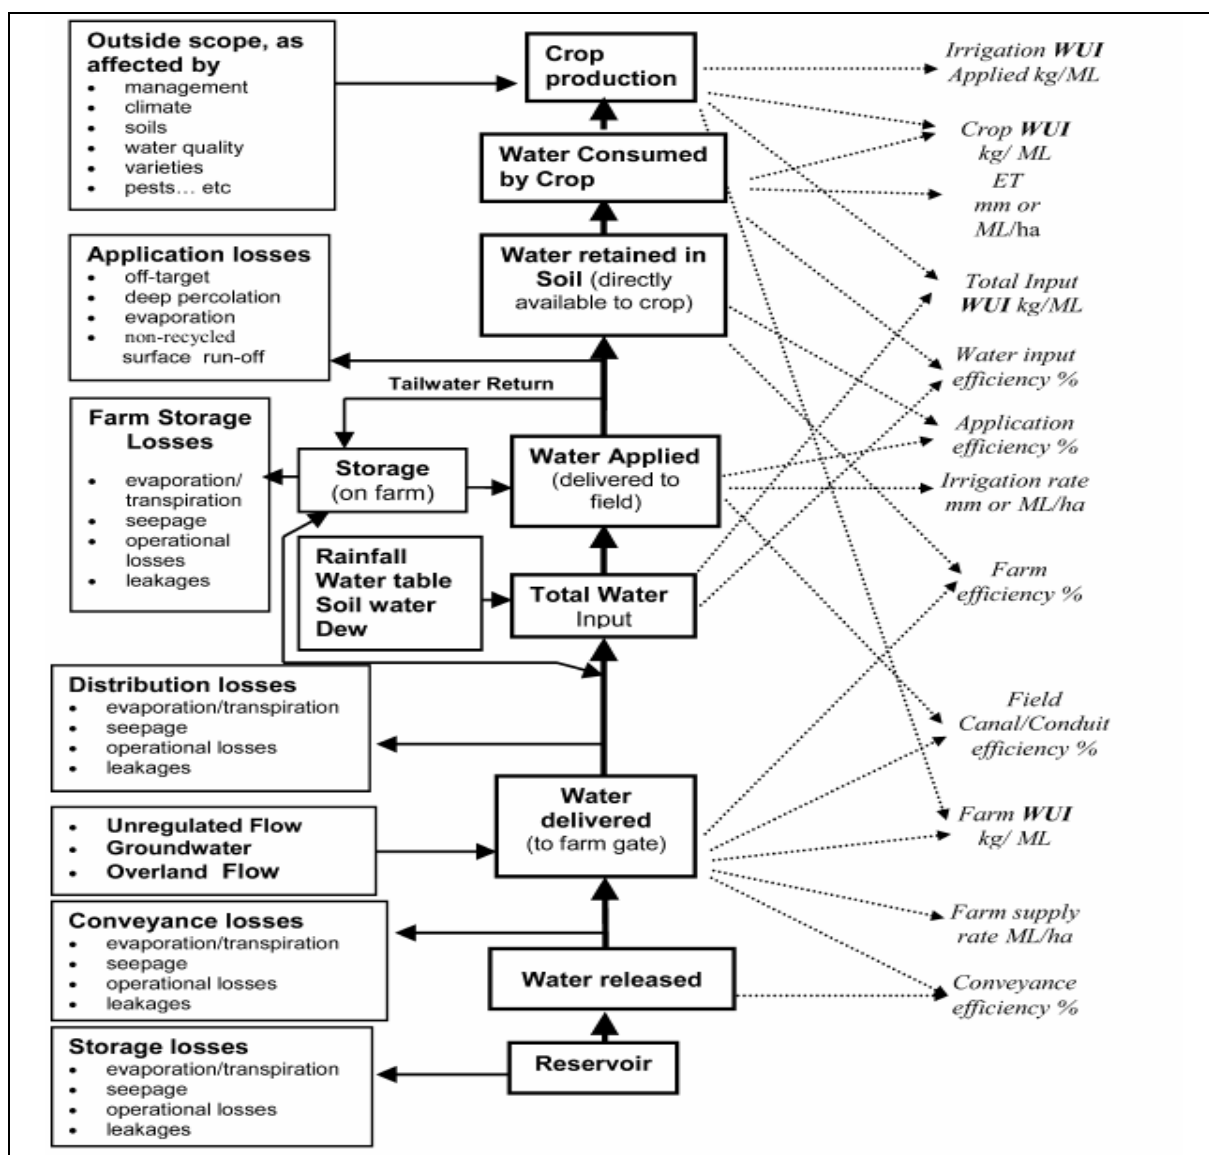 Outside scope, as
affected by
• management
• climate
• soils
• water quality
• varieties
• pests… etc
Application losses
• off-target
• deep percolation
• evaporation
• non-recycled
surface run-off
Tailwater Return
Farm Storage
Losses
• evaporation/
transpiration
• seepage
• operational
losses
• leakages
Storage
(on farm)
Rainfall
Water table
Soil water
Dew
Distribution losses
• evaporation/transpiration
• seepage
• operational losses
• leakages
• Unregulated Flow
• Groundwater
• Overland Flow
Conveyance losses
• evaporation/transpiration
• seepage
• operational losses
• leakages
Storage losses
• evaporation/transpiration
• seepage
• operational losses
• leakages
Crop
production
Water Consumed
by Crop
Water retained in
Soil (directly
available to crop)
Water Applied
(delivered to
field)
Total Water
Input
Water
delivered
(to farm gate)
Water released
Reservoir
Irrigation WUI
Applied kg/ML
Crop WUI
kg/ ML
ET
mm or
ML/ha
Total Input
WUI kg/ML
Water input
efficiency %
Application
efficiency %
Irrigation rate
mm or ML/ha
Farm
efficiency %
Field
Canal/Conduit
efficiency %
Farm WUI
kg/ ML
Farm supply
rate ML/ha
Conveyance
efficiency %